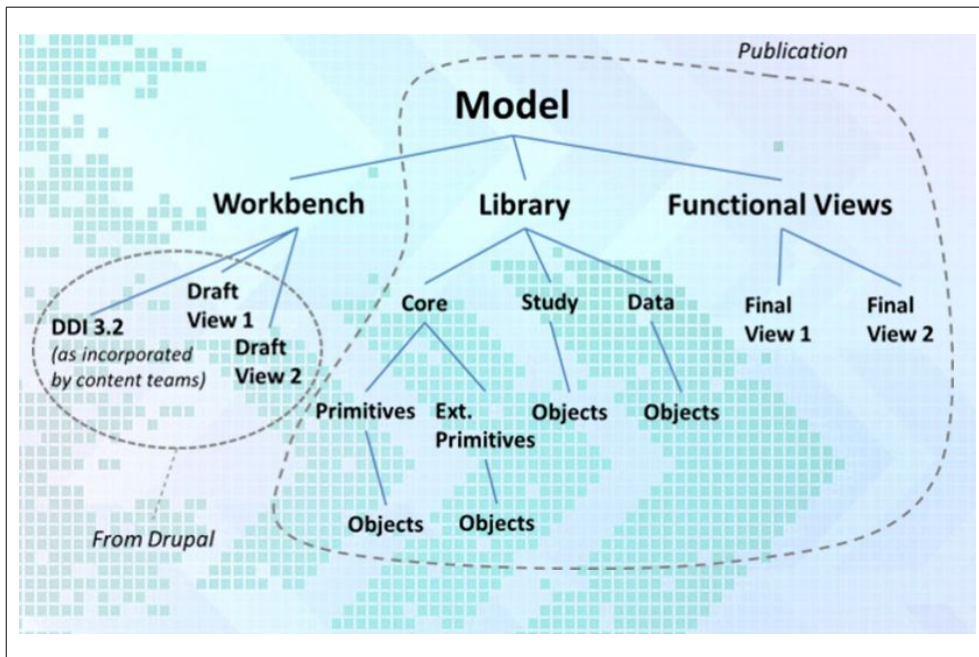 Publication
Model
Workbench
Library
Functional Views
DDI 3.2
(as incorporated
by content teams)
Draft
View 1
Draft
View 2
Core
Study
Data
Final
View 1
Final
View 2
Primitives
Ext.
Primitives
Objects
Objects
Objects
Objects
From Drupal